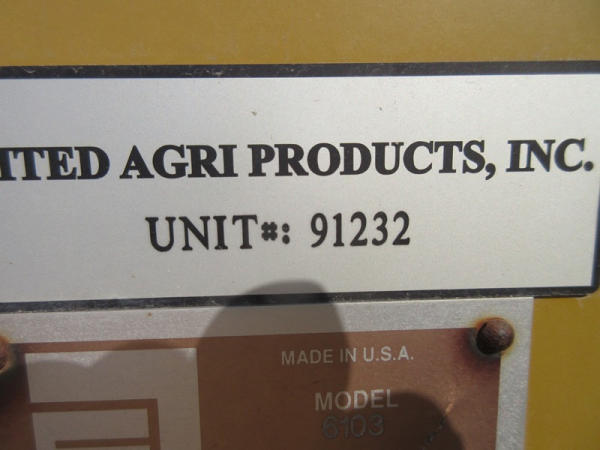 ITED AGRI PRODUCTS, INC.
UNIT#: 91232
MADE IN U.S.A.
MODEL
6103